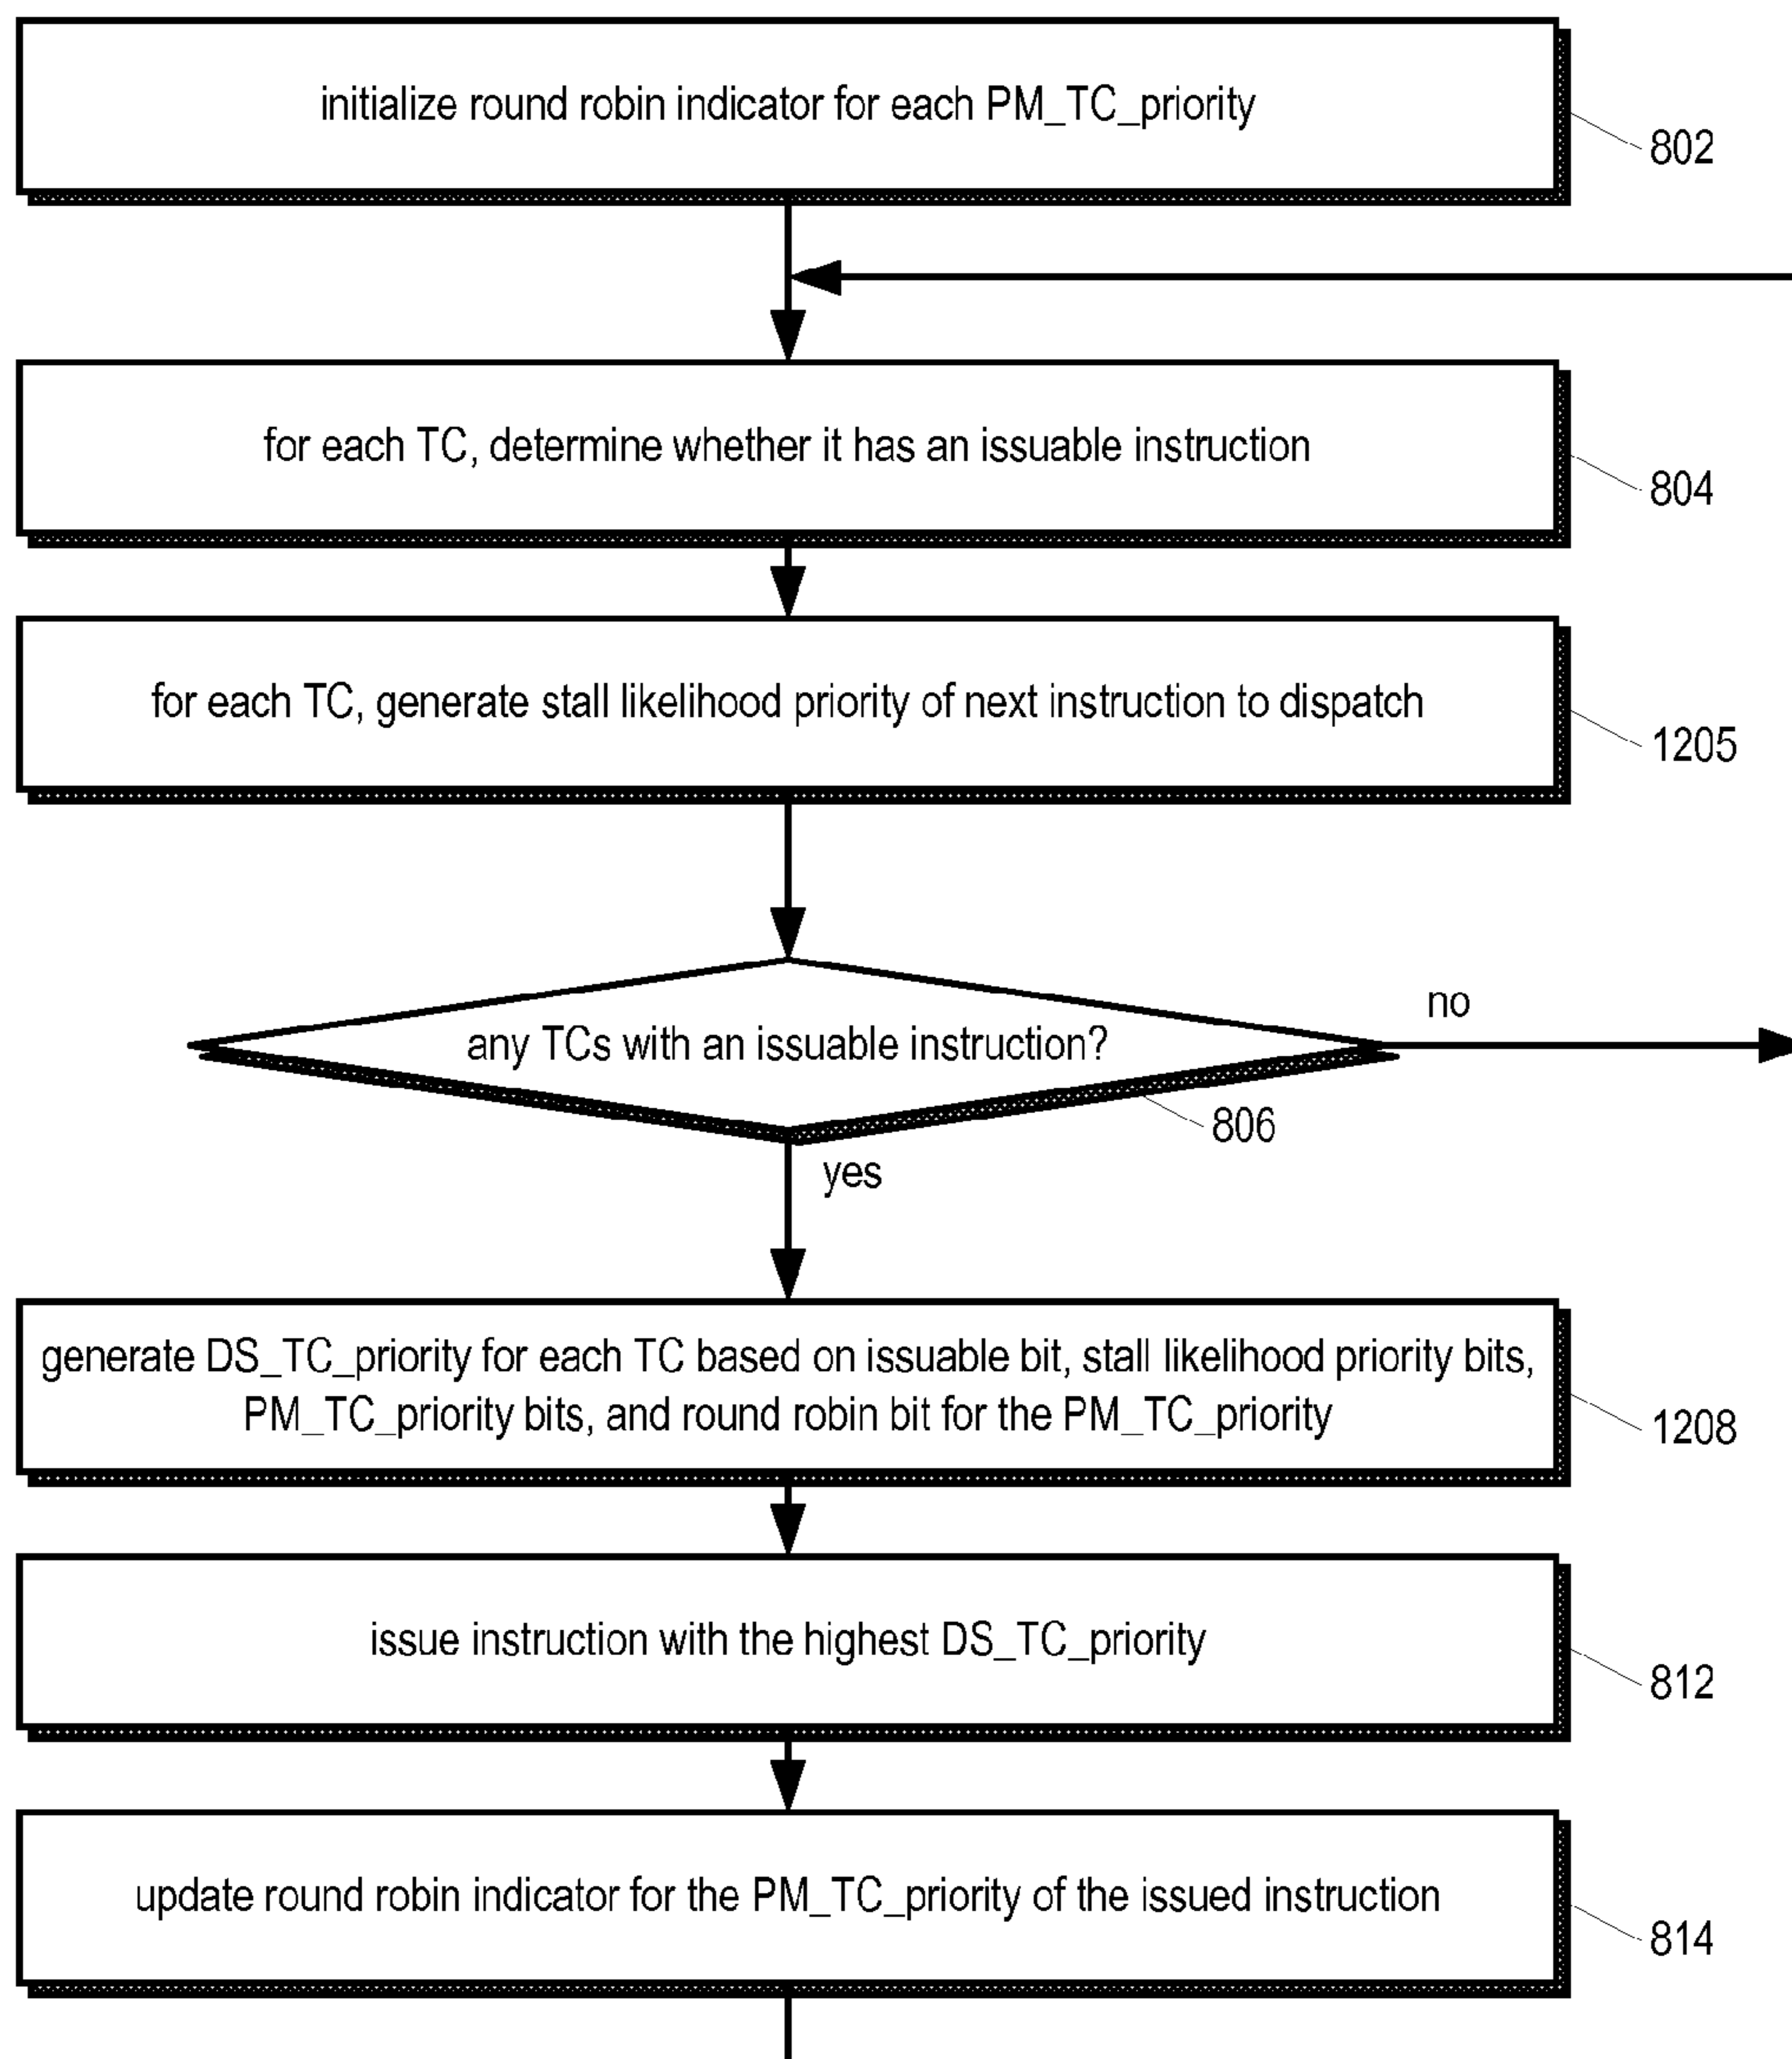 initialize round robin indicator for each PM_TC_priority
802
for each TC, determine whether it has an issuable instruction
804
for each TC, generate stall likelihood priority of next instruction to dispatch
1205
no
any TCs with an issuable instruction?
806
yes
generate DS_TC_priority for each TC based on issuable bit, stall likelihood priority bits,
PM_TC_priority bits, and round robin bit for the PM_TC_priority
1208
issue instruction with the highest DS_TC_priority
812
update round robin indicator for the PM_TC_priority of the issued instruction
814